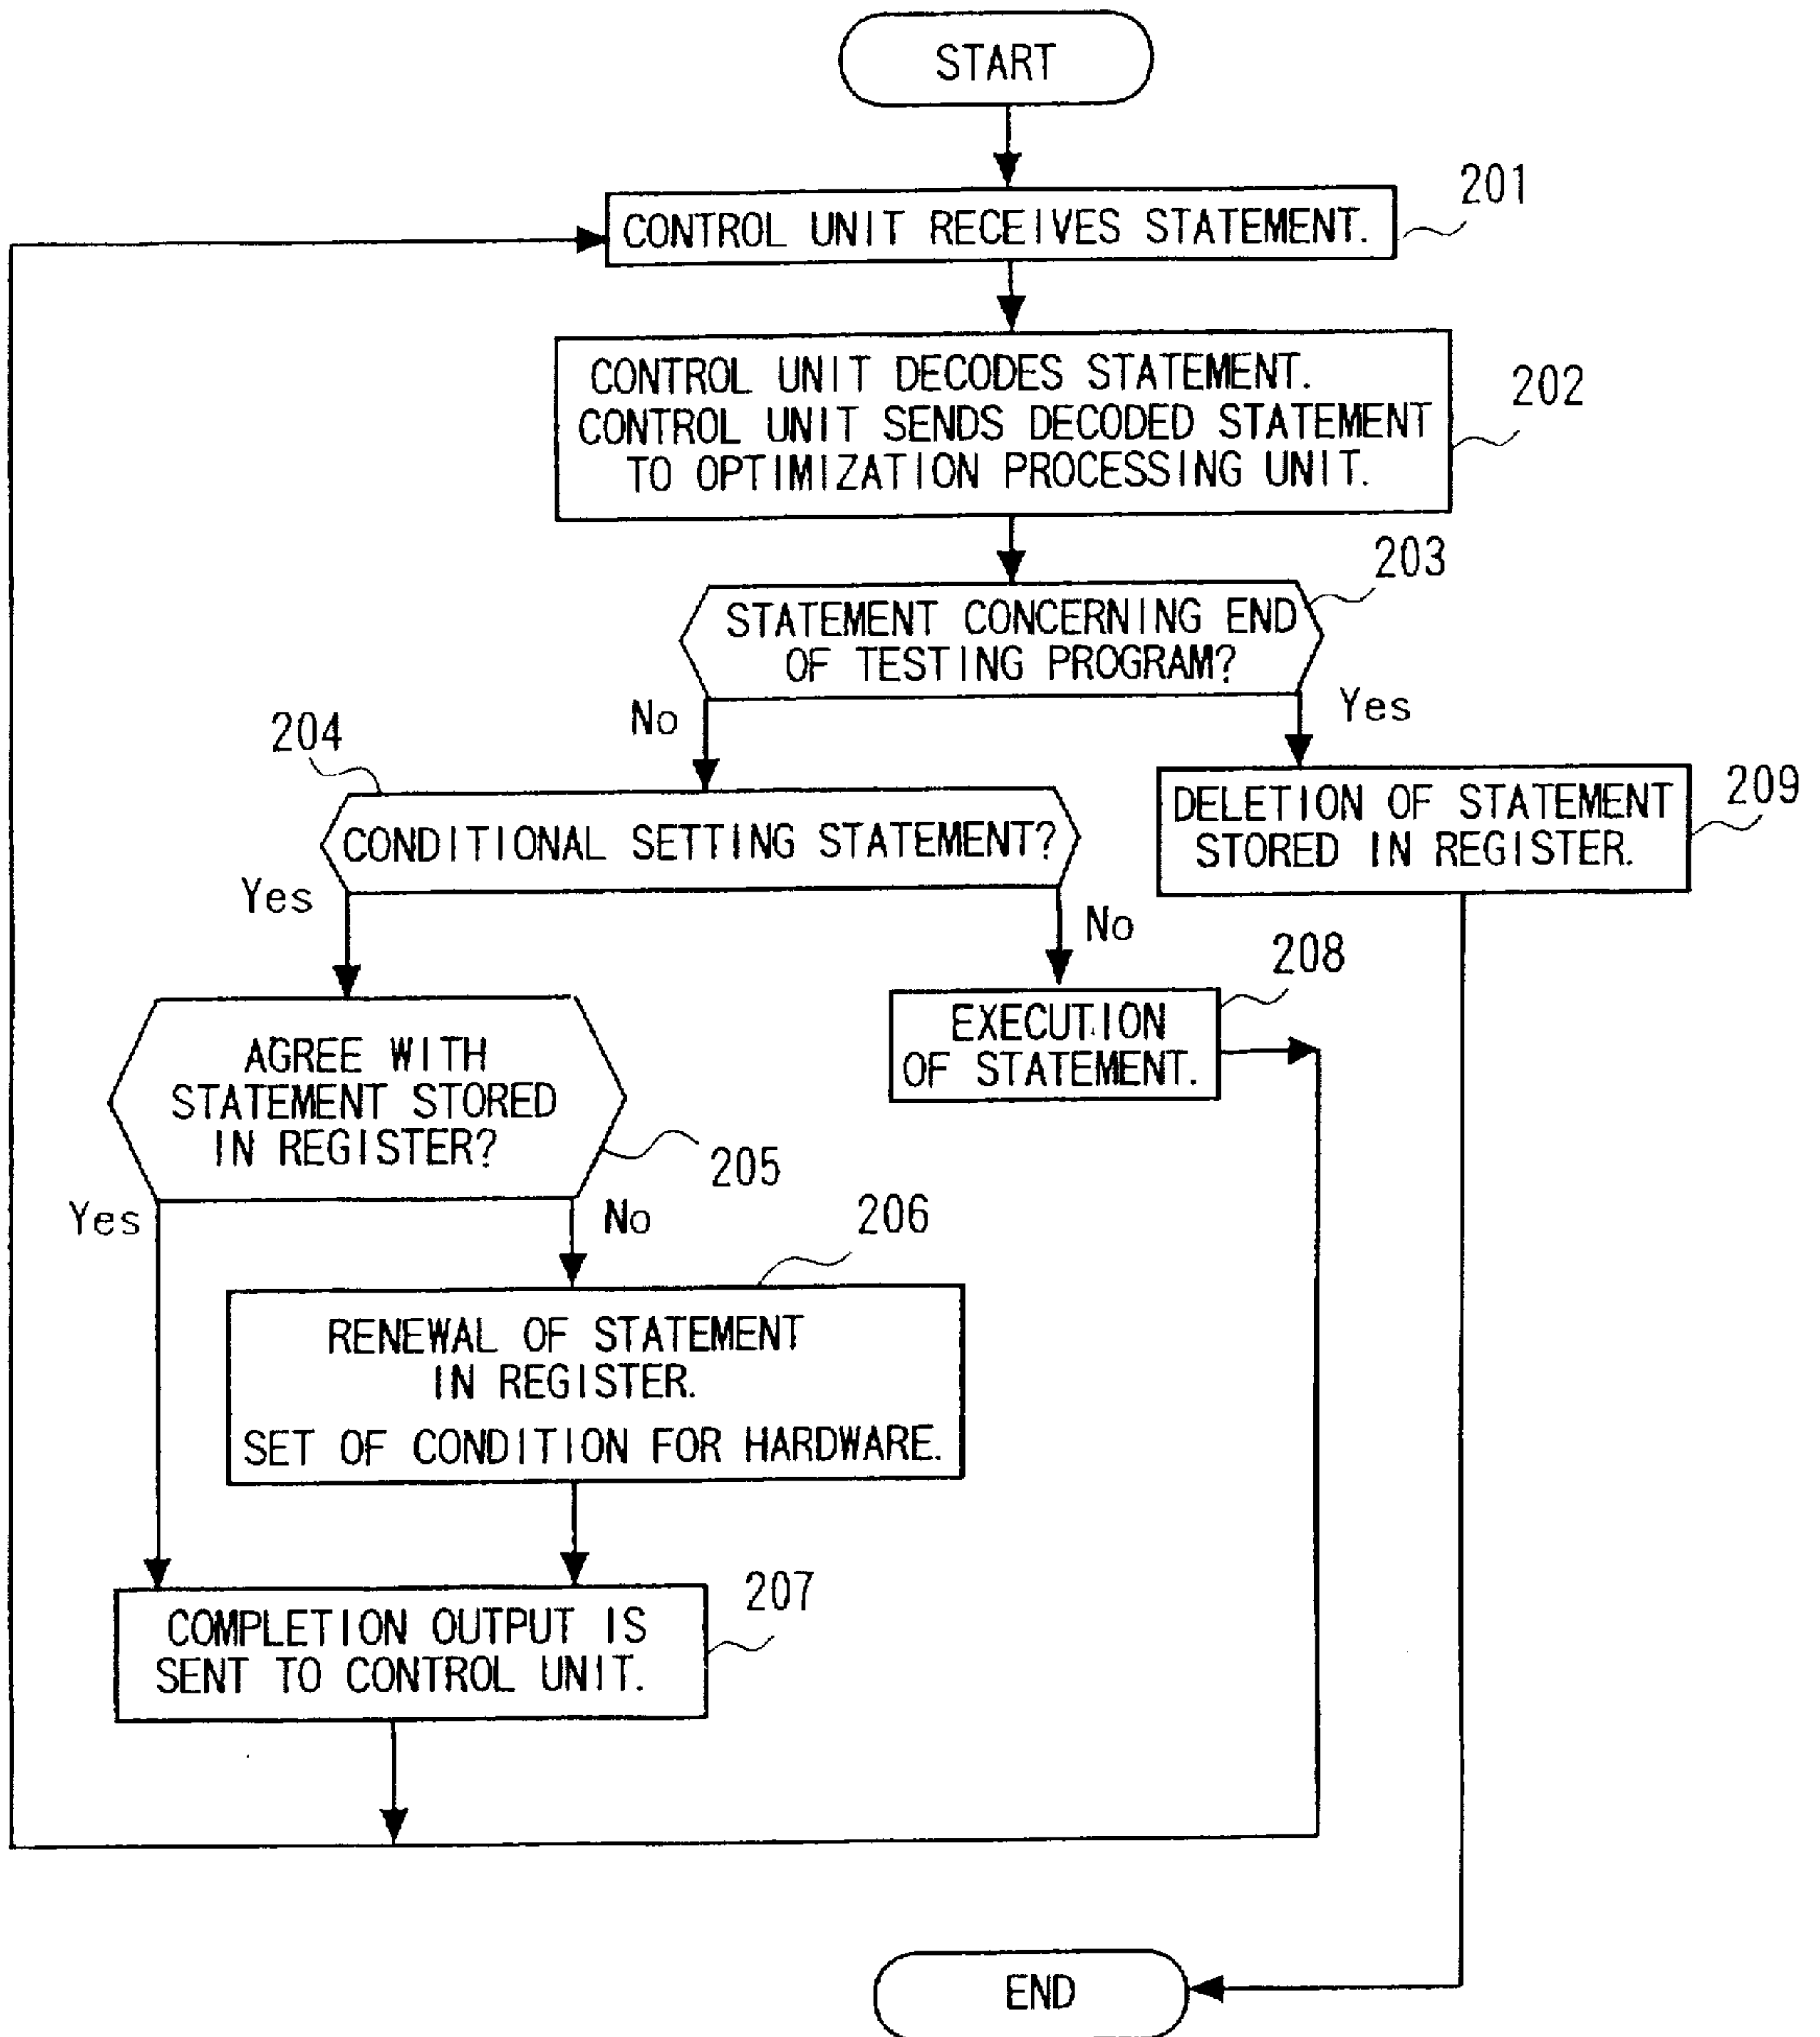 START
201
CONTROL UNIT RECEIVES STATEMENT.
CONTROL UNIT DECODES STATEMENT.
CONTROL UNIT SENDS DECODED STATEMENT
TO OPTIMIZATION PROCESSING UNIT.
202
203
STATEMENT CONCERNING END
OF TESTING PROGRAM?
No
Yes
204
CONDITIONAL SETTING STATEMENT?
DELETION OF STATEMENT
STORED IN REGISTER.
209
Yes
No
208
EXECUTION
OF STATEMENT.
AGREE WITH
STATEMENT STORED
IN REGISTER?
205
Yes
No
206
RENEWAL OF STATEMENT
IN REGISTER.
SET OF CONDITION FOR HARDWARE.
207
COMPLETION OUTPUT IS
SENT TO CONTROL UNIT.
END